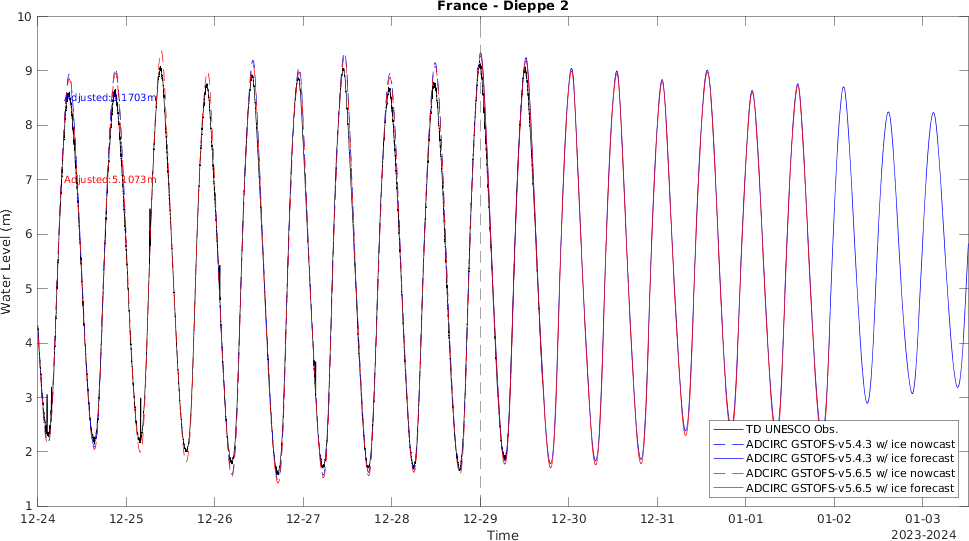 France - Dieppe 2
10
9
8
7
6
5
4
3
2
1
Water Level (m)
Adjusted:5.1703m
Adjusted:5.1073m
TD UNESCO Obs.
ADCIRC GSTOFS-v5.4.3 w/ ice nowcast
ADCIRC GSTOFS-v5.4.3 w/ ice forecast
ADCIRC GSTOFS-v5.6.5 w/ ice nowcast
ADCIRC GSTOFS-v5.6.5 w/ ice forecast
12-24 12-25 12-26 12-27 12-28 12-29 12-30 12-31 01-01 01-02 01-03
Time
2023-2024